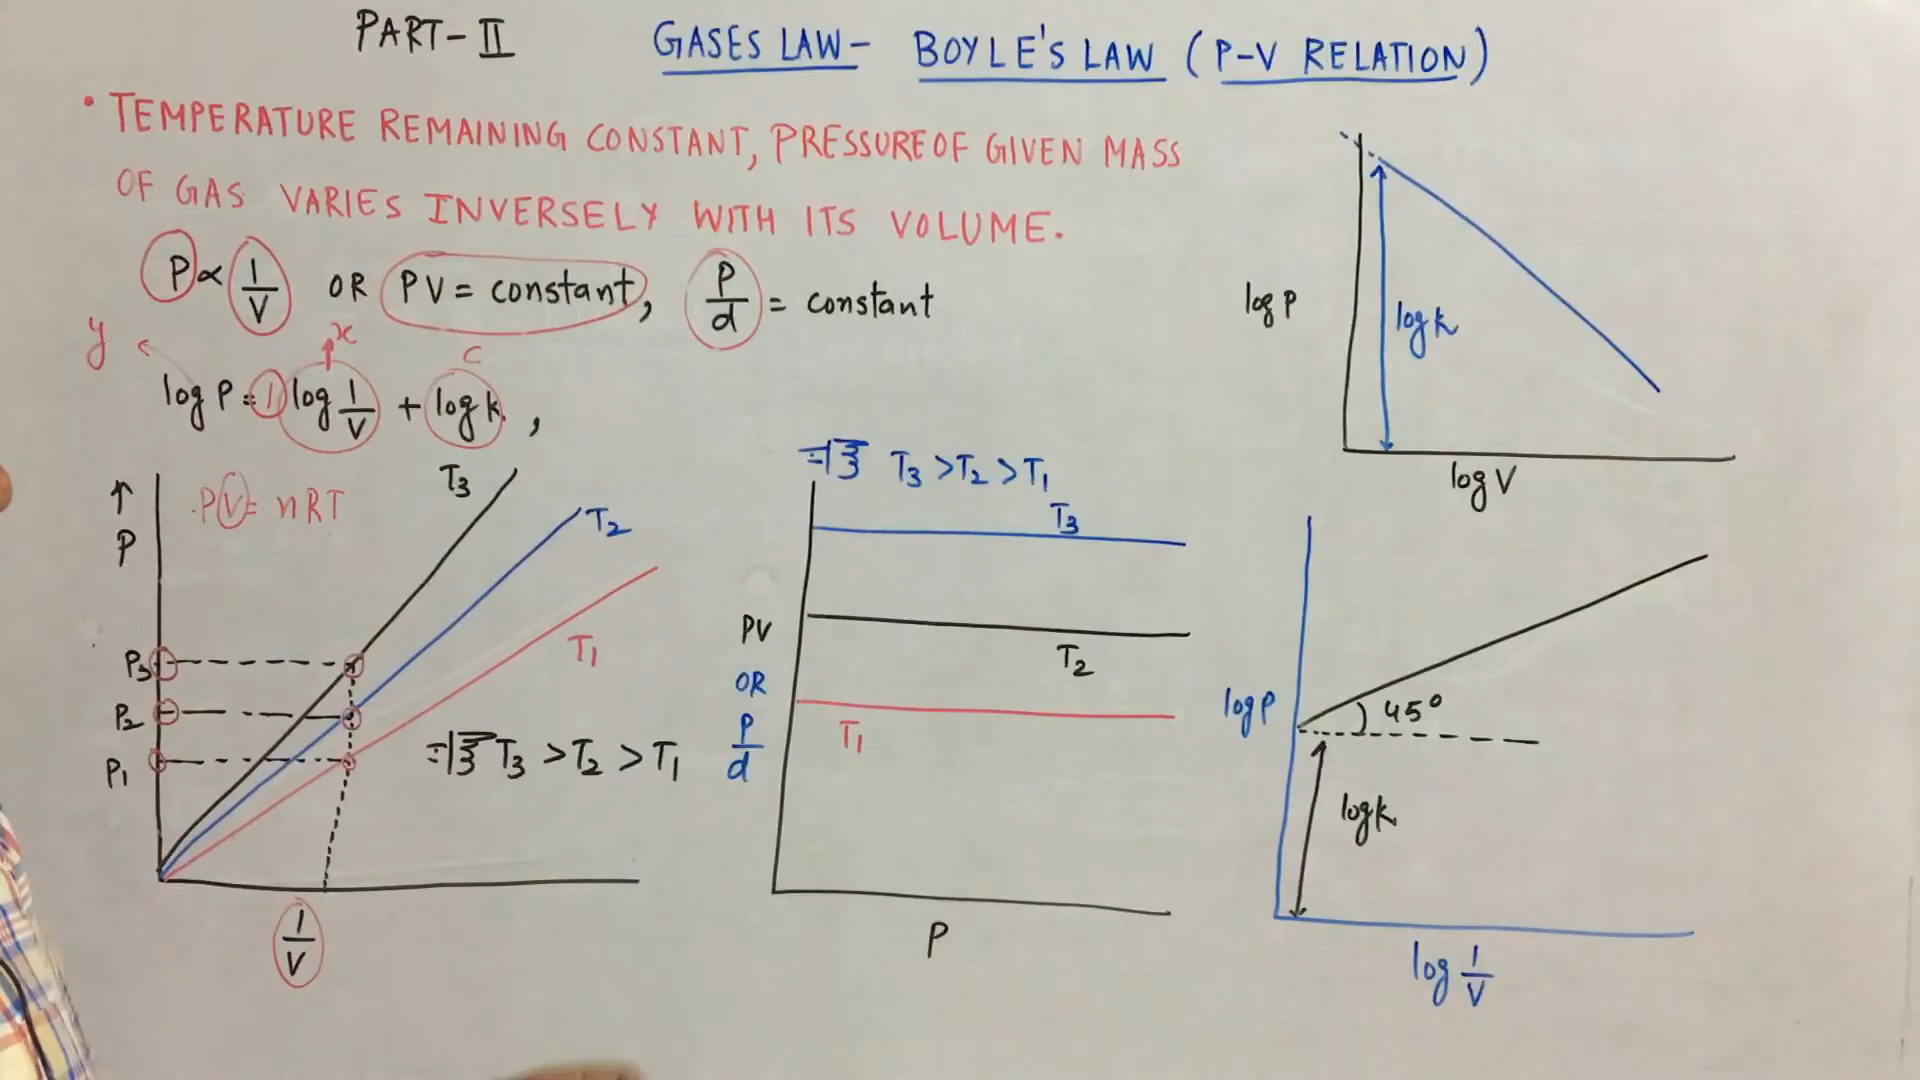 PART-II GASES LAW- BOYLE'S LAW (P-V RELATION)
• TEMPERATURE REMAINING CONSTANT, PRESSURE OF GIVEN MASS
OF GAS VARIES INVERSELY WITH ITS VOLUME.
P ∝ 1/V OR PV = constant, P/d = constant
y x c
log P = 1 log 1/V + log k,
↑ P
PV = nRT
T3
T2
T1
P3
P2
P1
T3 > T2 > T1
1/V
T3 > T2 > T1
T3
T2
T1
PV
OR
P/d
P
log P
log k
log V
log P
45°
log k
log 1/V